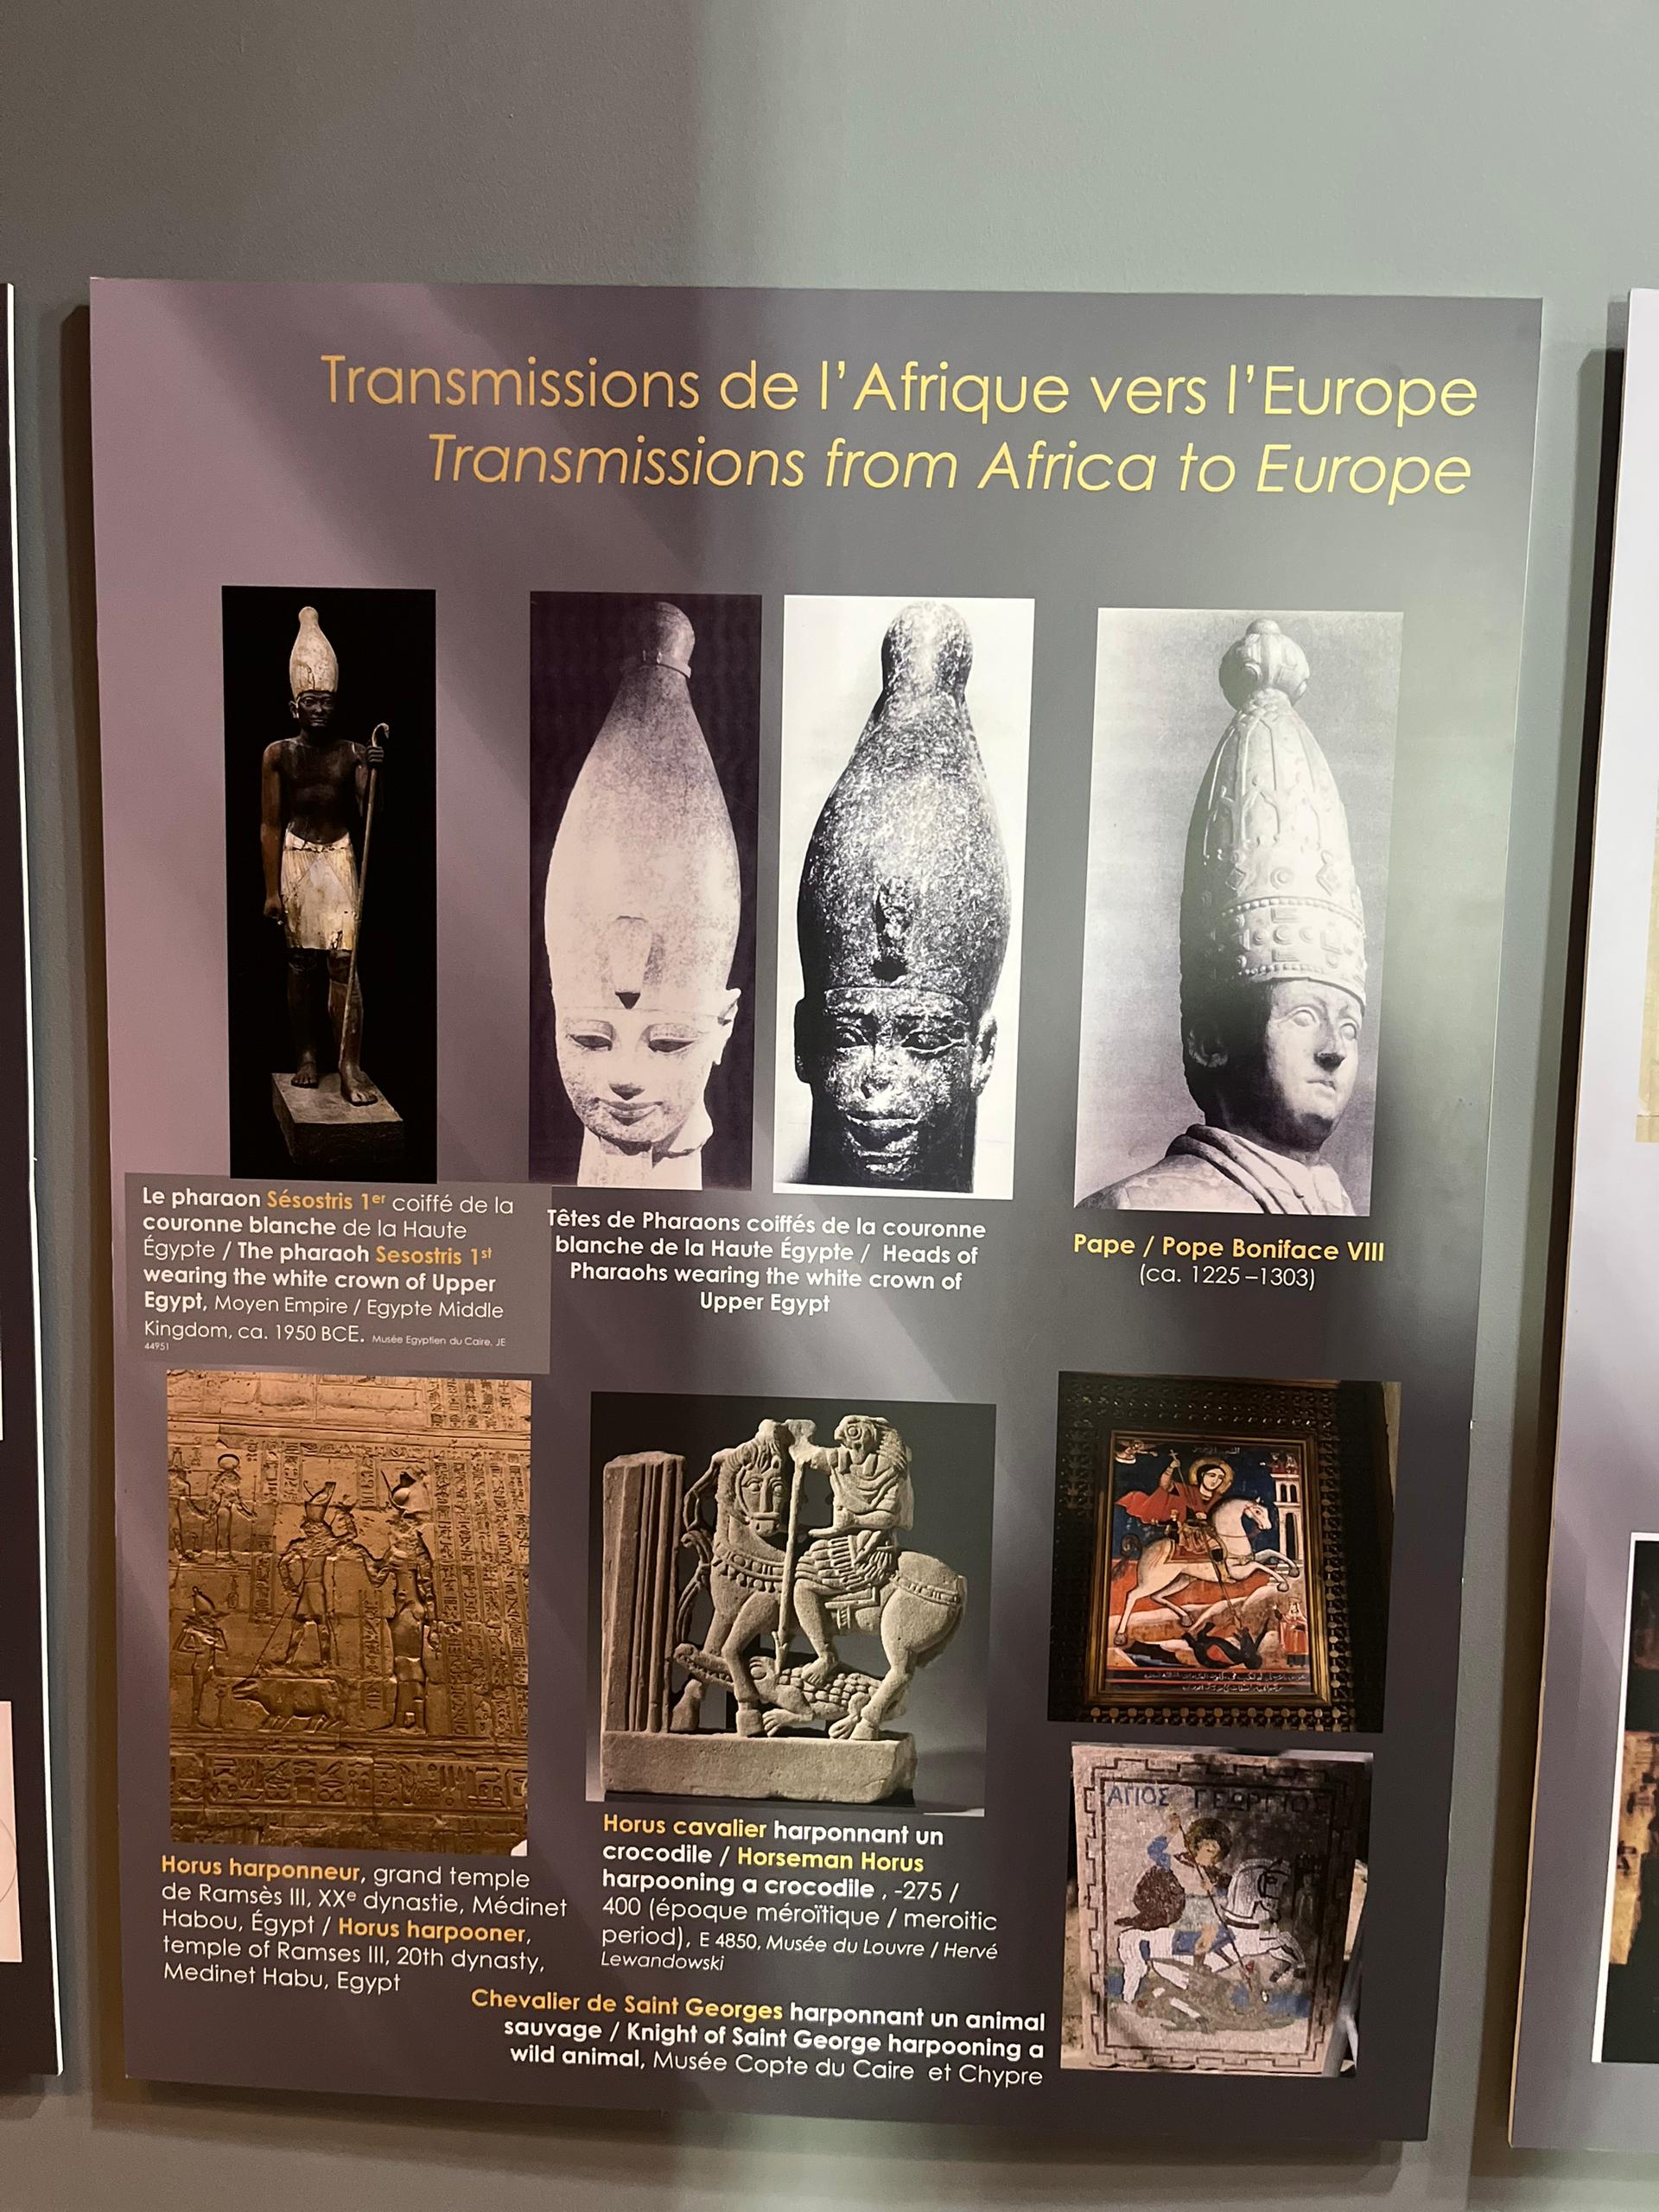 Transmissions de l'Afrique vers l'Europe
Transmissions from Africa to Europe
Le pharaon Sésostris 1er coiffé de la
couronne blanche de la Haute
Égypte / The pharaoh Sesostris 1st
wearing the white crown of Upper
Egypt, Moyen Empire / Egypte Middle
Kingdom, ca. 1950 BCE. Musée Egyptien du Caire, JE
44951
Têtes de Pharaons coiffés de la couronne
blanche de la Haute Égypte / Heads of
Pharaohs wearing the white crown of
Upper Egypt
Pape / Pope Boniface VIII
(ca. 1225–1303)
Horus harponneur, grand temple
de Ramsès III, XXe dynastie, Médinet
Habou, Égypt / Horus harpooner,
temple of Ramses III, 20th dynasty,
Medinet Habu, Egypt
Horus cavalier harponnant un
crocodile / Horseman Horus
harpooning a crocodile , -275 /
400 (époque méroïtique / meroitic
period), E 4850, Musée du Louvre / Hervé
Lewandowski
Chevalier de Saint Georges harponnant un animal
sauvage / Knight of Saint George harpooning a
wild animal, Musée Copte du Caire et Chypre
ΑΓΙΟΣ ΓΕΩΡΓΙΟΣ